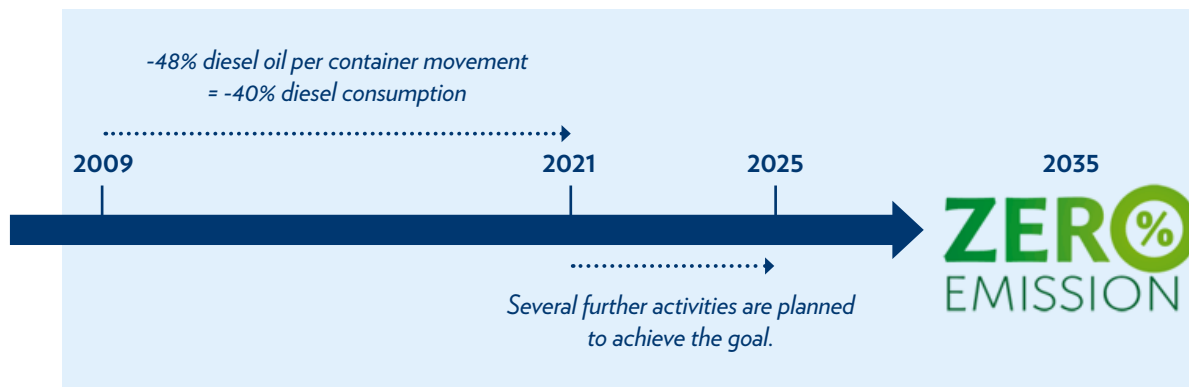 -48% diesel oil per container movement
= -40% diesel consumption
2009
2021
2025
2035
ZERO%
EMISSION
Several further activities are planned
to achieve the goal.